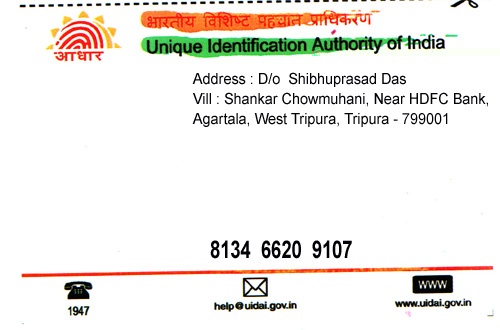 भारतीय विशिष्ट पहचान प्राधिकरण
आधार
Unique Identification Authority of India
Address : D/o Shibhuprasad Das
Vill : Shankar Chowmuhani, Near HDFC Bank,
Agartala, West Tripura, Tripura - 799001
8134 6620 9107
1947
help@uidai.gov.in
WWW
www.uidai.gov.in